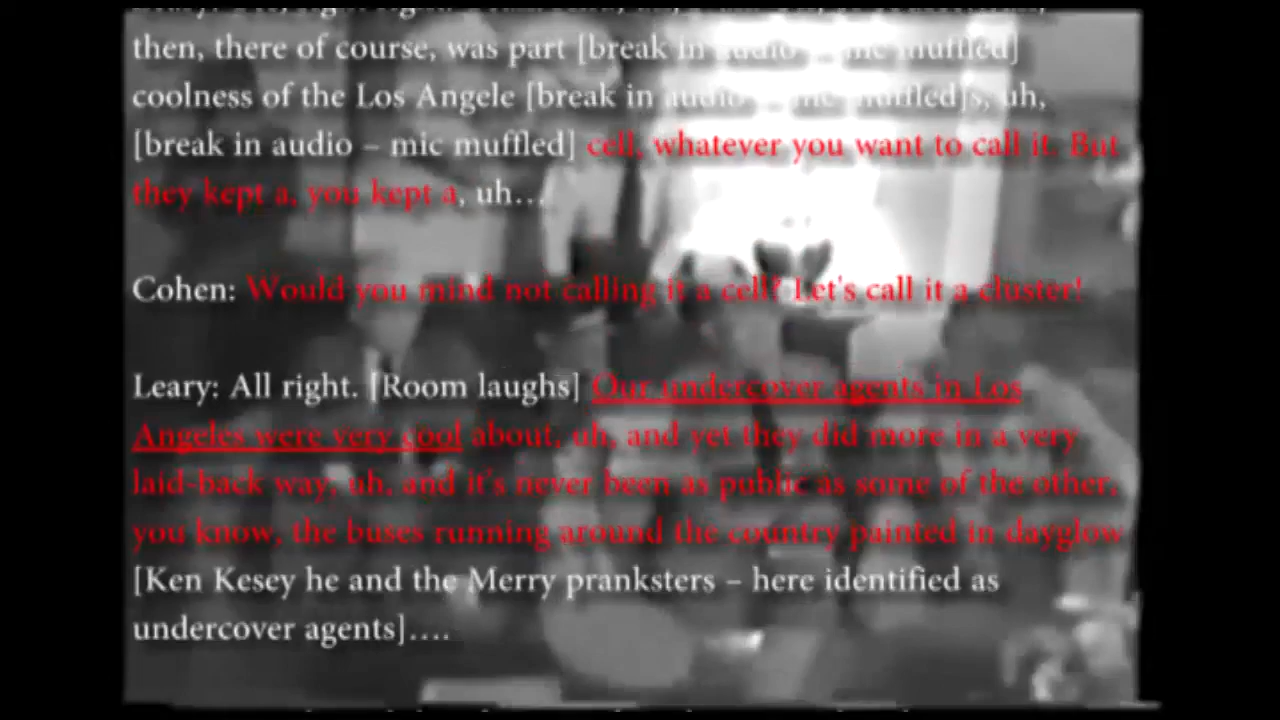 then, there of course, was part [break in audio – mic muffled]
coolness of the Los Angele [break in audio – mic muffled]s, uh,
[break in audio – mic muffled] cell, whatever you want to call it. But
they kept a, you kept a, uh…
Cohen: Would you mind not calling it a cell? Let's call it a cluster!
Leary: All right. [Room laughs] Our undercover agents in Los
Angeles were very cool about, uh, and yet they did more in a very
laid-back way, uh, and it's never been as public as some of the other,
you know, the buses running around the country painted in dayglow
[Ken Kesey he and the Merry pranksters – here identified as
undercover agents]….